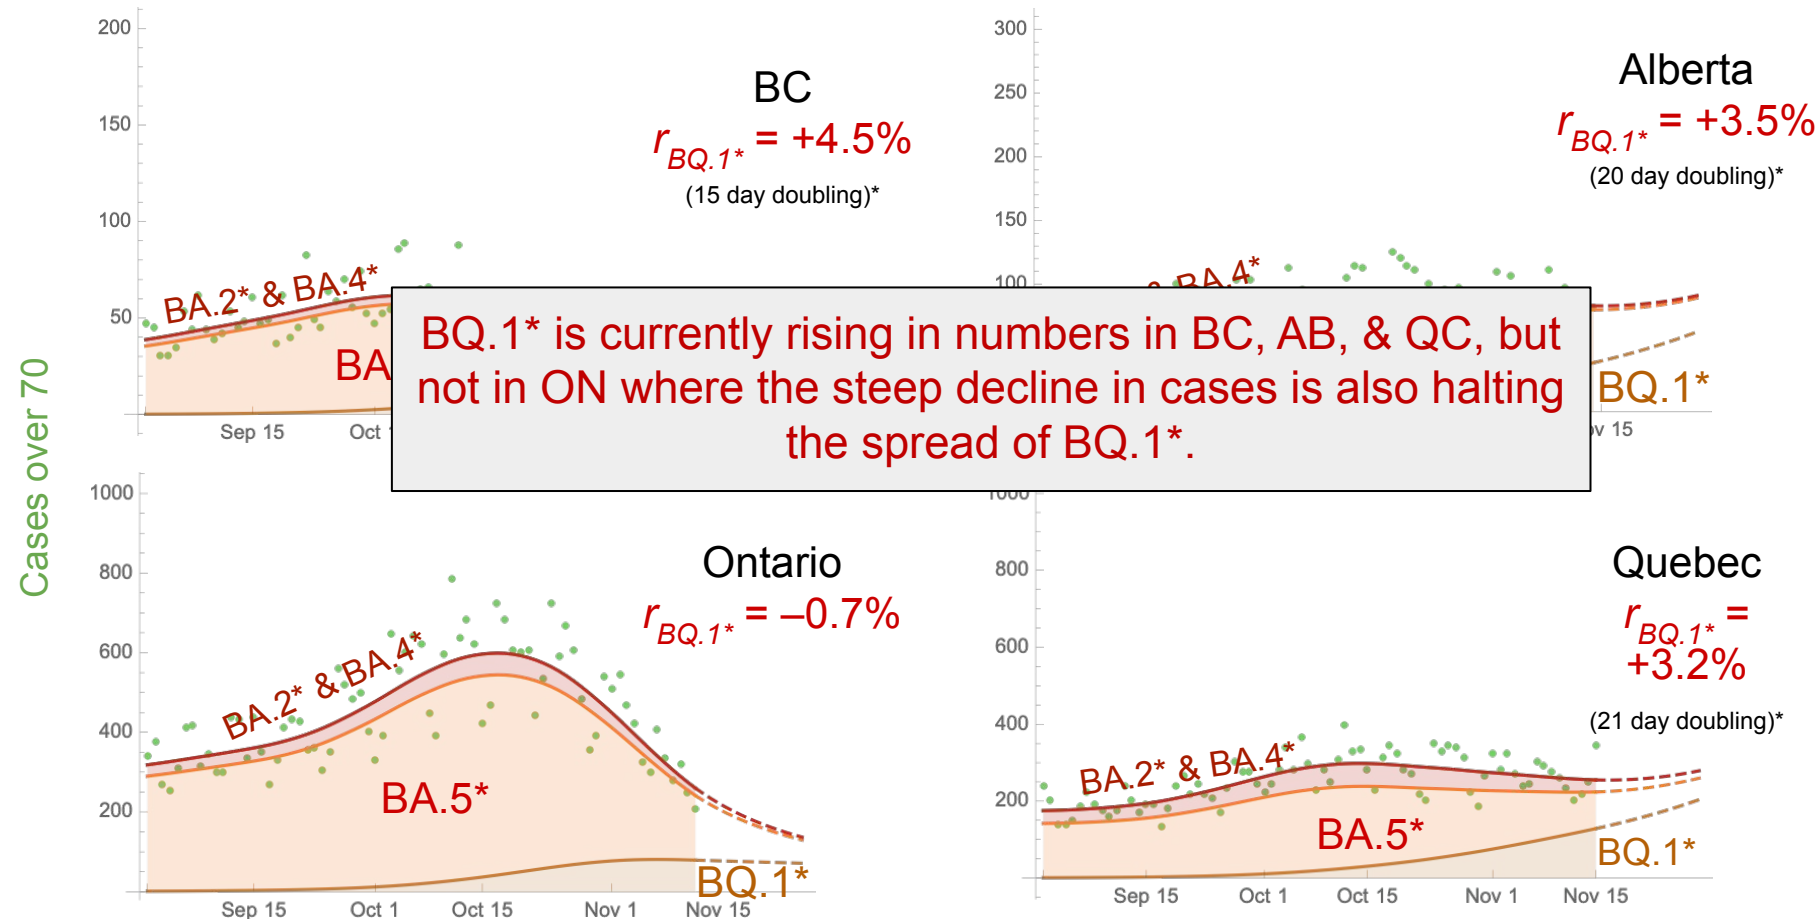 Cases over 70
200
150
100
50
BC
r BQ.1* = +4.5%
(15 day doubling)*
BA.2* & BA.4*
BA
Sep 15
Oct
300
250
200
150
100
Alberta
r BQ.1* = +3.5%
(20 day doubling)*
& BA.4*
BQ.1*
15
BQ.1* is currently rising in numbers in BC, AB, & QC, but
not in ON where the steep decline in cases is also halting
the spread of BQ.1*.
1000
800
600
400
200
Ontario
r BQ.1* = –0.7%
BA.2* & BA.4*
BA.5*
BQ.1*
Sep 15
Oct 1
Oct 15
Nov 1
Nov 15
1000
800
600
400
200
Quebec
r BQ.1* =
+3.2%
(21 day doubling)*
BA.2* & BA.4*
BA.5*
BQ.1*
Sep 15
Oct 1
Oct 15
Nov 1
Nov 15